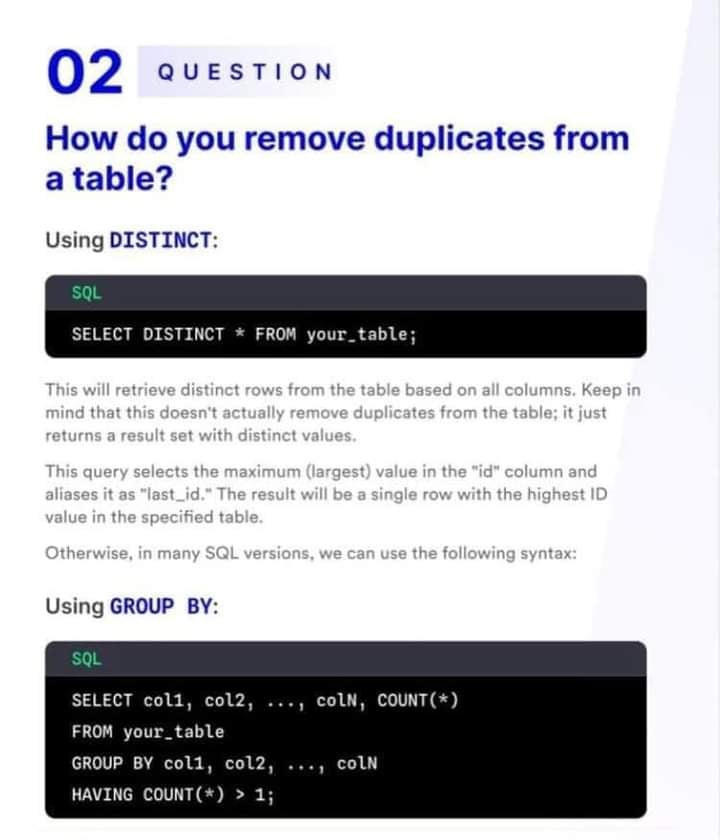 02 QUESTION
How do you remove duplicates from
a table?
Using DISTINCT:
SQL
SELECT DISTINCT * FROM your_table;
This will retrieve distinct rows from the table based on all columns. Keep in
mind that this doesn't actually remove duplicates from the table; it just
returns a result set with distinct values.
This query selects the maximum (largest) value in the "id" column and
aliases it as "last_id." The result will be a single row with the highest ID
value in the specified table.
Otherwise, in many SQL versions, we can use the following syntax:
Using GROUP BY:
SQL
SELECT col1, col2, ..., colN, COUNT(*)
FROM your_table
GROUP BY col1, col2, ..., colN
HAVING COUNT(*) > 1;